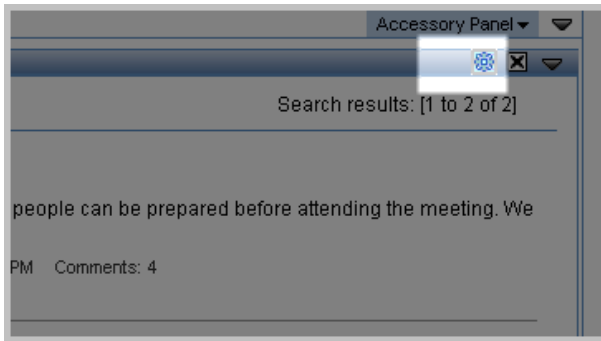 Accessory Panel
Search results: [1 to 2 of 2]
people can be prepared before attending the meeting. We
PM Comments: 4